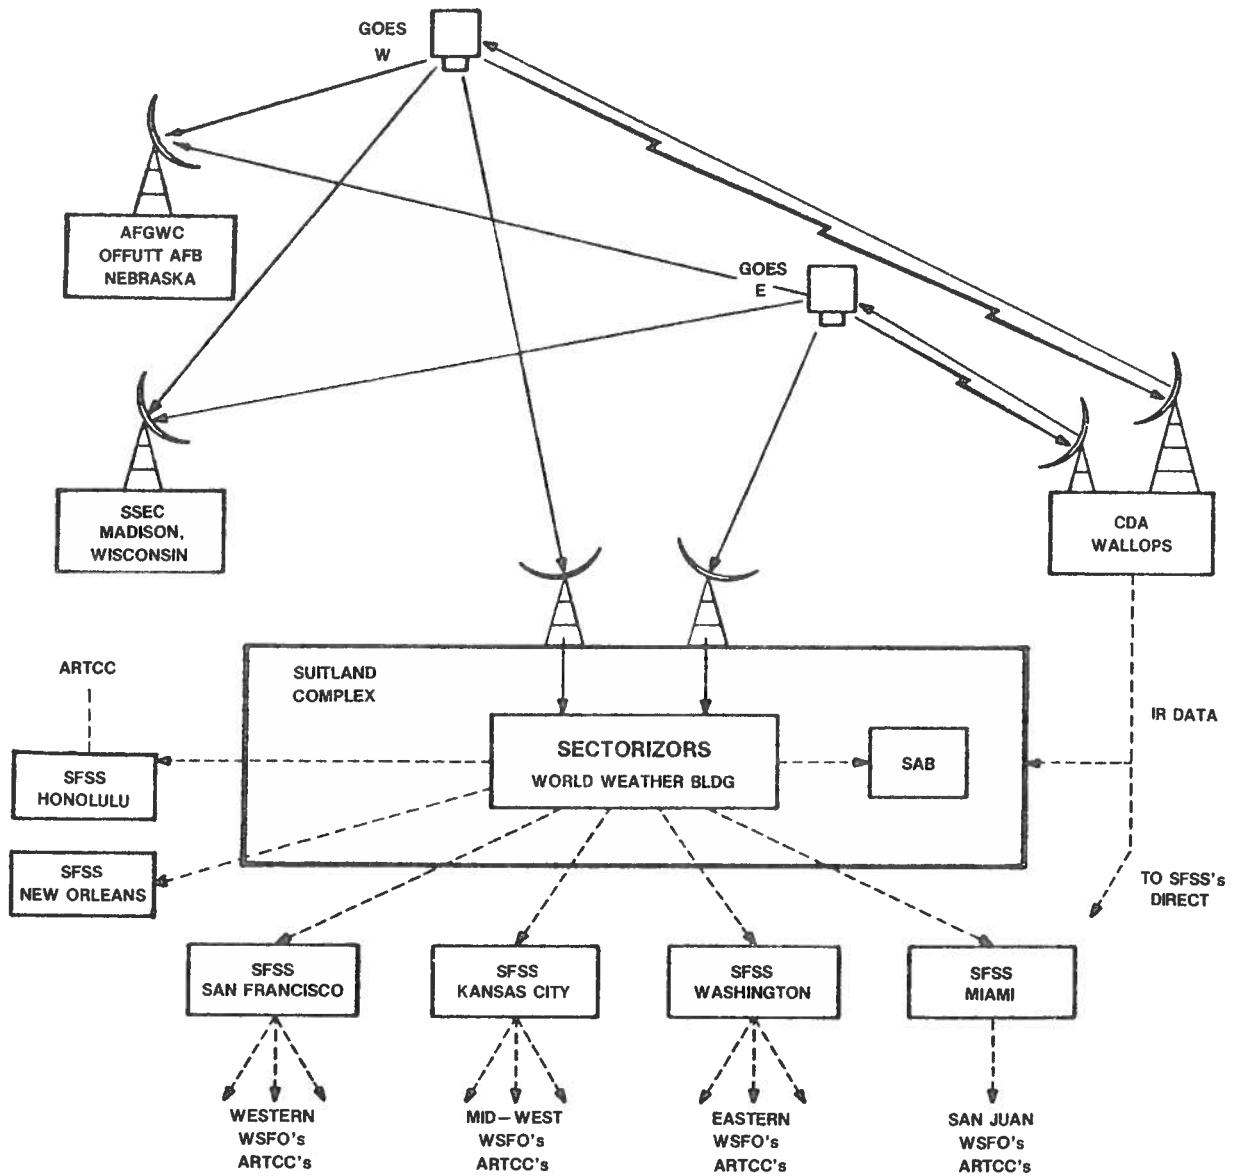 GOES
W
AFGWC
OFFUTT AFB
NEBRASKA
GOES
E
SSEC
MADISON,
WISCONSIN
CDA
WALLOPS
ARTCC
SUITLAND
COMPLEX
IR DATA
SECTORIZORS
WORLD WEATHER BLDG
SAB
SFSS
HONOLULU
SFSS
NEW ORLEANS
TO SFSS's
DIRECT
SFSS
SAN FRANCISCO
SFSS
KANSAS CITY
SFSS
WASHINGTON
SFSS
MIAMI
WESTERN
WSFO's
ARTCC's
MID-WEST
WSFO's
ARTCC's
EASTERN
WSFO's
ARTCC's
SAN JUAN
WSFO's
ARTCC's